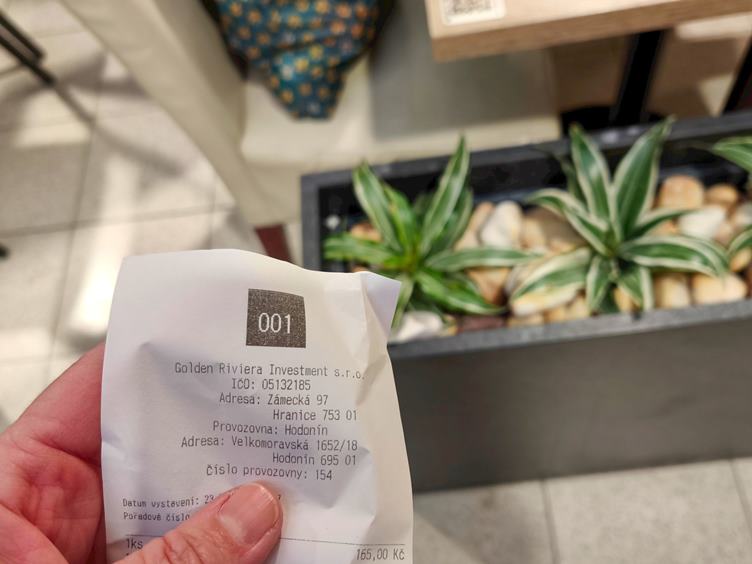 001
Golden Riviera Investment s.r.o.
IČO: 05132185
Adresa: Zámecká 97
Hranice 753 01
Provozovna: Hodonín
Adresa: Velkomoravská 1652/18
Hodonín 695 01
číslo provozovny: 154
Datum vystavení: 23
Pořadové číslo
1ks
165,00 Kč